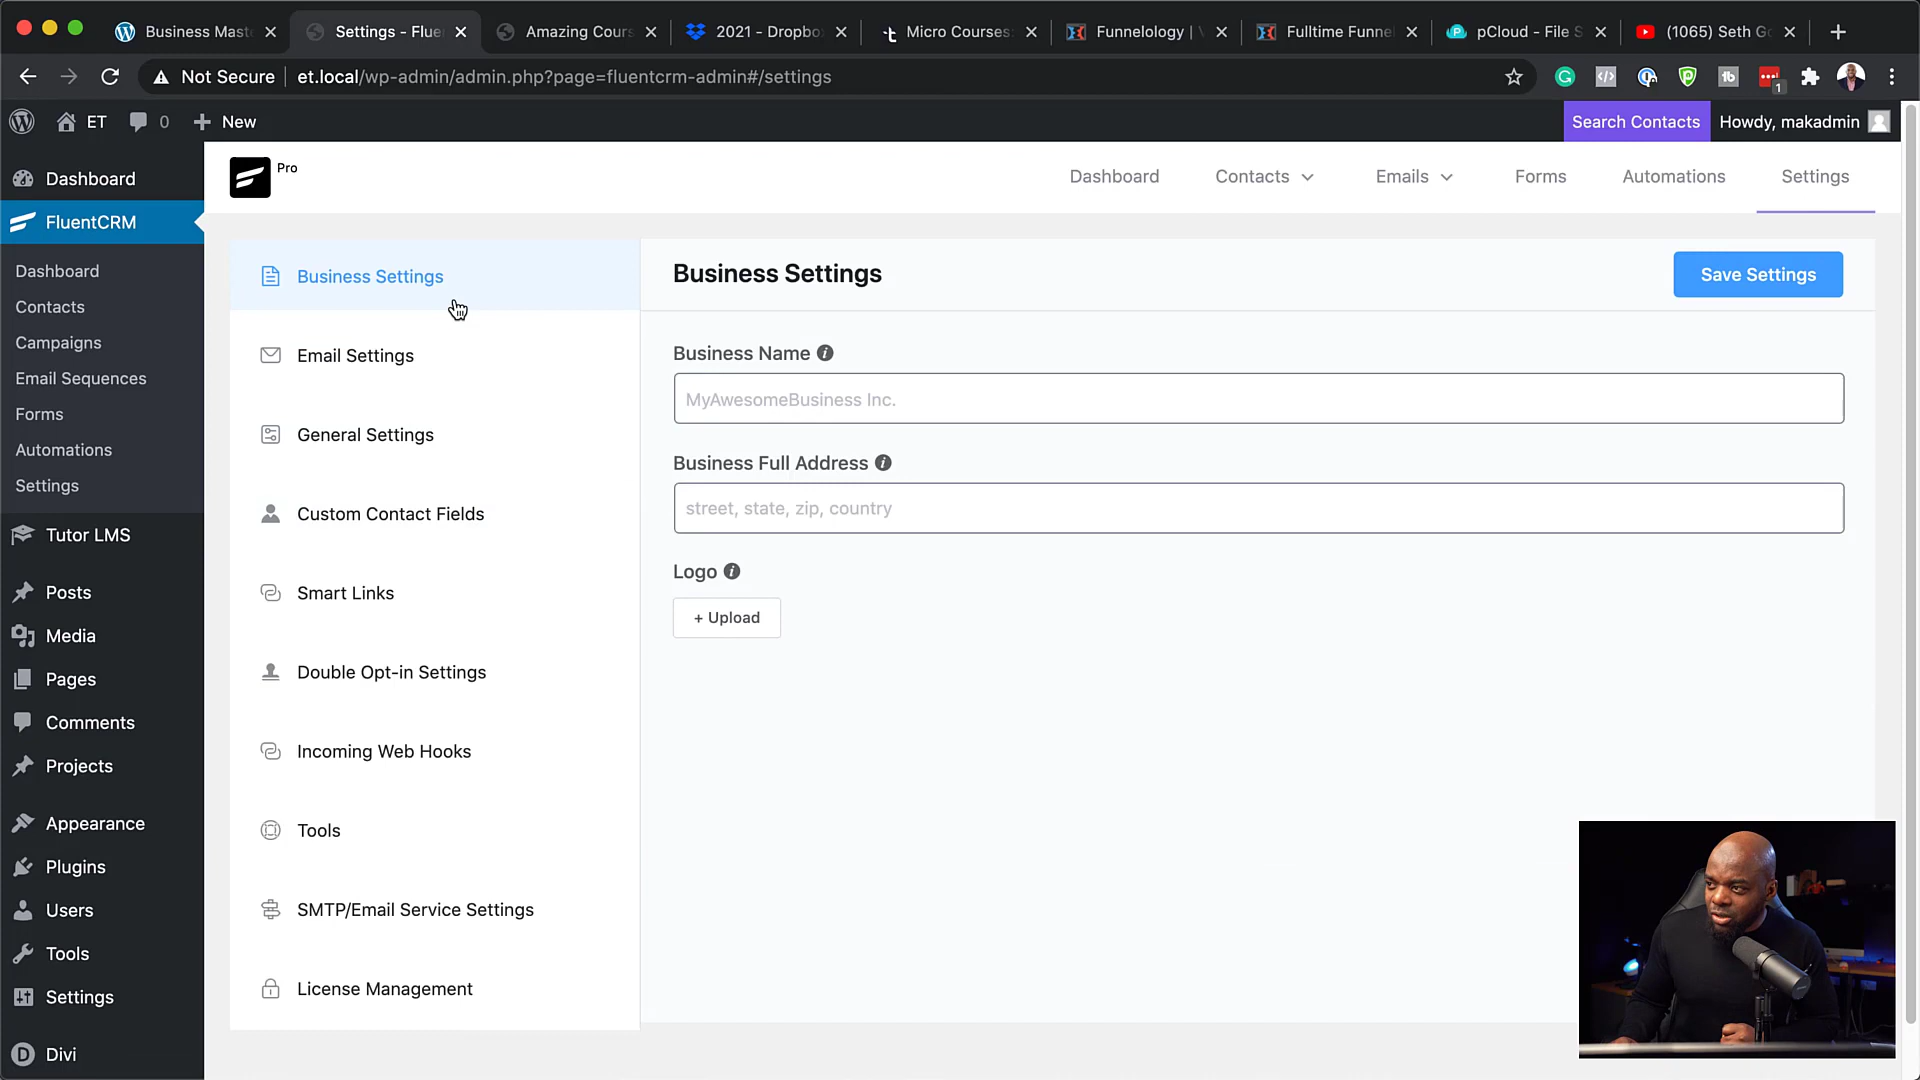 Business Mast
Settings - Flue
Amazing Cours
2021 - Dropbo
Micro Courses
Funnelology | V
Fulltime Funne
pCloud - File S
(1065) Seth Go
Not Secure
et.local/wp-admin/admin.php?page=fluentcrm-admin#/settings
1
ET
0
New
Search Contacts
Howdy, makadmin
Dashboard
FluentCRM
Dashboard
Contacts
Campaigns
Email Sequences
Forms
Automations
Settings
Tutor LMS
Posts
Media
Pages
Comments
Projects
Appearance
Plugins
Users
Tools
Settings
Divi
Pro
Dashboard
Contacts
Emails
Forms
Automations
Settings
Business Settings
Email Settings
General Settings
Custom Contact Fields
Smart Links
Double Opt-in Settings
Incoming Web Hooks
Tools
SMTP/Email Service Settings
License Management
Business Settings
Save Settings
Business Name
MyAwesomeBusiness Inc.
Business Full Address
street, state, zip, country
Logo
+ Upload